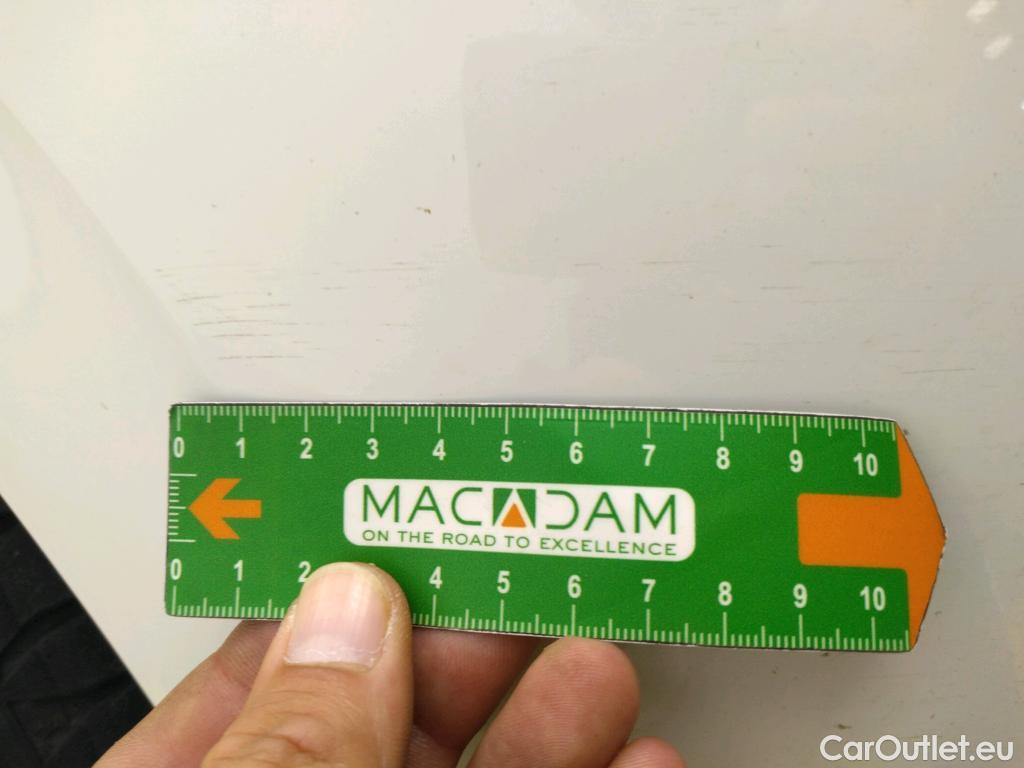 0 1 2 3 4 5 6 7 8 9 10
MACADAM
ON THE ROAD TO EXCELLENCE
0 1 2 4 5 6 7 8 9 10
CarOutlet.eu